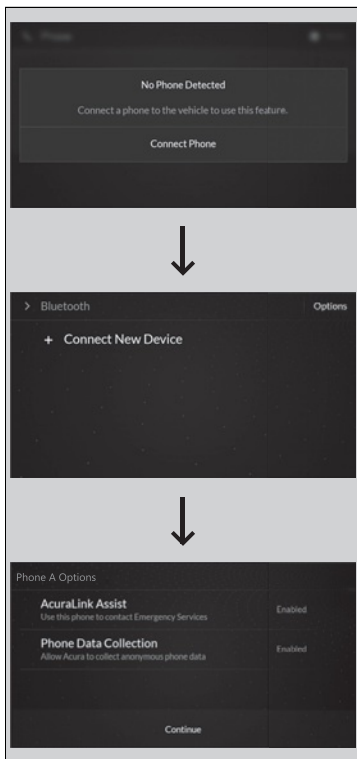 Phone
No Phone Detected
Connect a phone to the vehicle to use this feature.
Connect Phone
Bluetooth
Options
+ Connect New Device
Phone A Options
AcuraLink Assist
Use this phone to contact Emergency Services
Enabled
Phone Data Collection
Allow Acura to collect anonymous phone data
Enabled
Continue